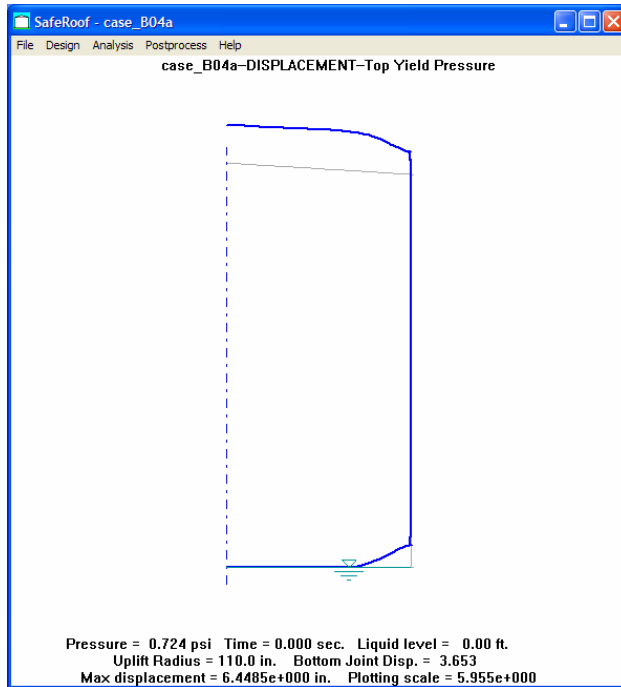 SafeRoof - case_B04a
File Design Analysis Postprocess Help
case_B04a-DISPLACEMENT-Top Yield Pressure
Pressure = 0.724 psi Time = 0.000 sec. Liquid level = 0.00 ft.
Uplift Radius = 110.0 in. Bottom Joint Disp. = 3.653
Max displacement = 6.4485e+000 in. Plotting scale = 5.955e+000